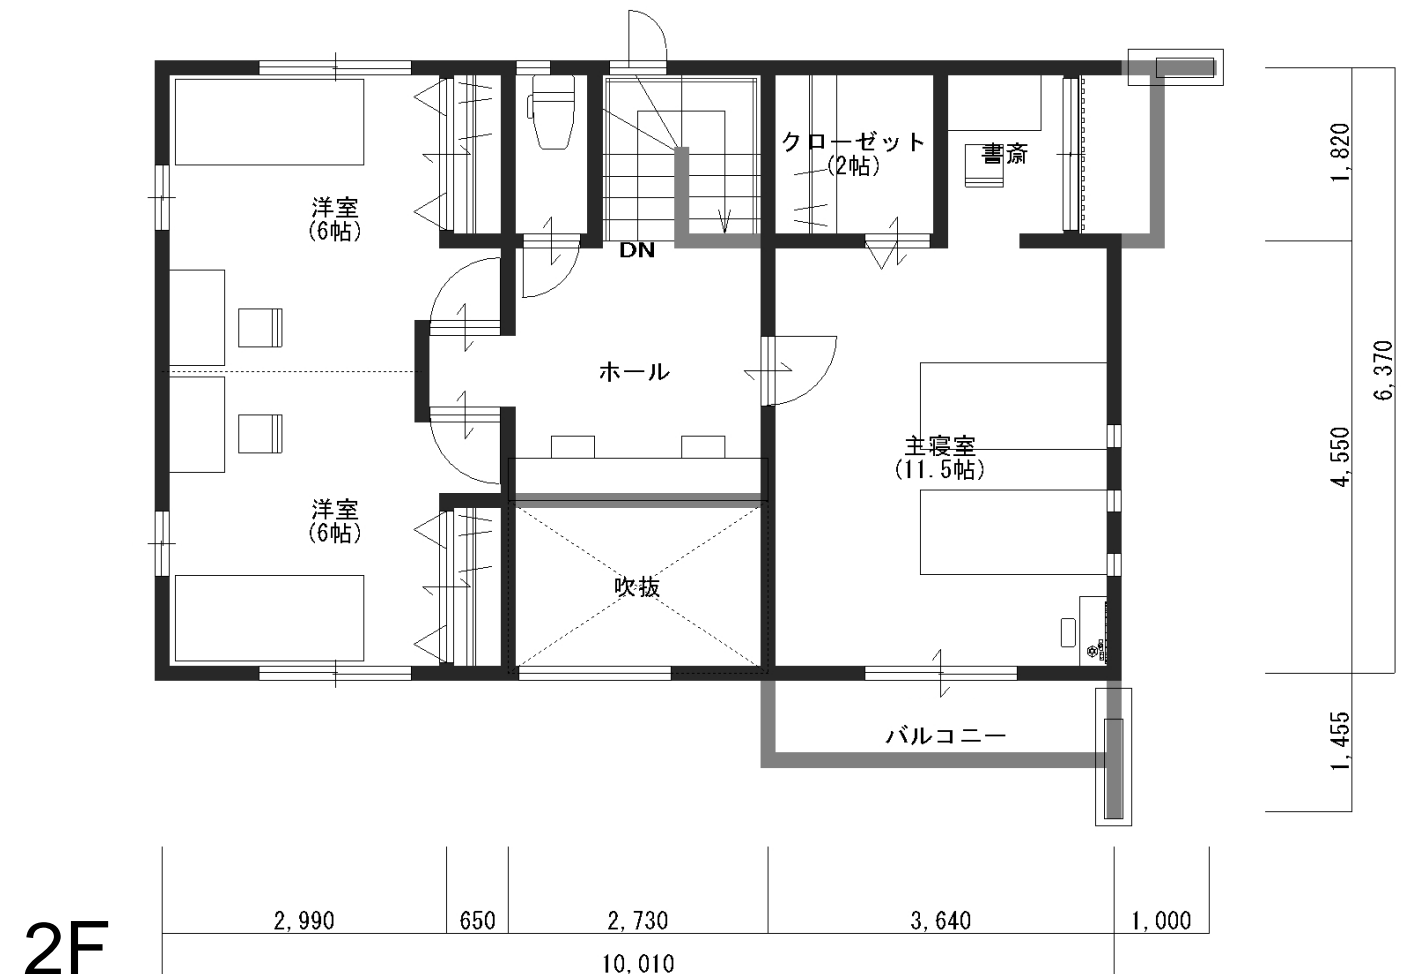 クローゼット
(2帖)
書斎
洋室
(6帖)
DN
ホール
主寝室
(11.5帖)
洋室
(6帖)
吹抜
バルコニー
1,820
6,370
4,550
1,455
2,990
650
2,730
3,640
1,000
10,010
2F